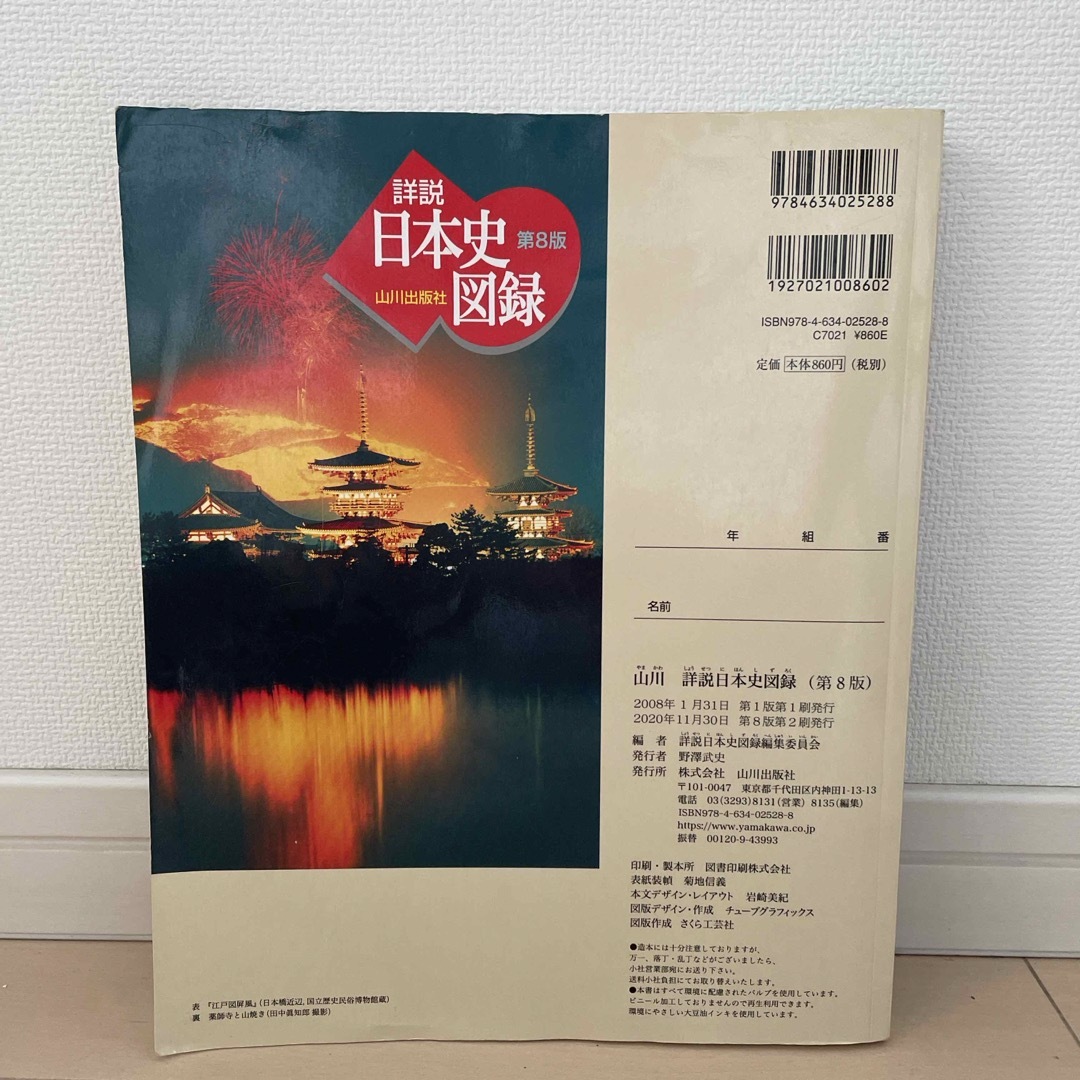 詳説
日本史 第8版
山川出版社 図録
9784634025288
1927021008602
ISBN978-4-634-02528-8
C7021 ¥860E
定価 本体860円 (税別)
年 組 番
名前
やま かわ しょう せつ に ほん し ず ろく
山川 詳説日本史図録 (第8版)
2008年 1月31日 第1版第1刷発行
2020年11月30日 第8版第2刷発行
編 者 詳説日本史図録編集委員会
発行者 野澤武史
発行所 株式会社 山川出版社
〒101-0047 東京都千代田区内神田1-13-13
電話 03(3293)8131(営業) 8135(編集)
ISBN978-4-634-02528-8
https://www.yamakawa.co.jp
振替 00120-9-43993
印刷・製本所 図書印刷株式会社
表紙装幀 菊地信義
本文デザイン・レイアウト 岩崎美紀
図版デザイン・作成 チューブグラフィックス
図版作成 さくら工芸社
●造本には十分注意しておりますが、
万一、落丁・乱丁などがございましたら、
小社営業部宛にお送り下さい。
送料小社負担にてお取り替えいたします。
●本書はすべて環境に配慮されたパルプを使用しています。
ビニール加工しておりませんので再生利用できます。
環境にやさしい大豆油インキを使用しています。
表 『江戸図屏風』(日本橋近辺, 国立歴史民俗博物館蔵)
裏 薬師寺と山焼き(田中眞知郎 撮影)